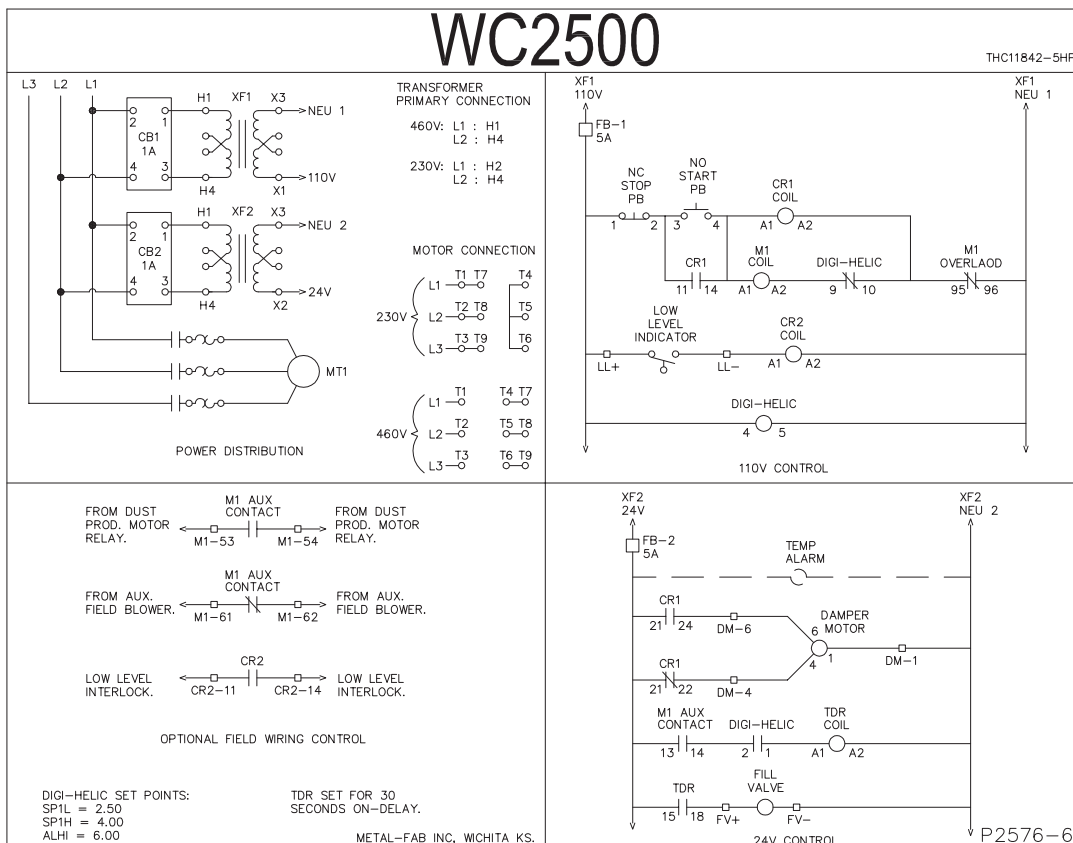 WC2500
THC11842-5HP
L3 L2 L1
H1 XF1 X3
NEU 1
2 1
CB1
1A
4 3
110V
H4 X1
H1 XF2 X3
NEU 2
2 1
CB2
1A
4 3
24V
H4 X2
MT1
POWER DISTRIBUTION
TRANSFORMER
PRIMARY CONNECTION
460V: L1 : H1
L2 : H4
230V: L1 : H2
L2 : H4
MOTOR CONNECTION
230V
L1 T1 T7 T4
L2 T2 T8 T5
L3 T3 T9 T6
460V
L1 T1 T4 T7
L2 T2 T5 T8
L3 T3 T6 T9
XF1
110V
XF1
NEU 1
FB-1
5A
NC
STOP
PB
NO
START
PB
CR1
COIL
1 2 3 4 A1 A2
CR1
11 14
M1
COIL
A1 A2
DIGI-HELIC
9 10
M1
OVERLAOD
95 96
LOW
LEVEL
INDICATOR
CR2
COIL
LL+ LL- A1 A2
DIGI-HELIC
4 5
110V CONTROL
M1 AUX
CONTACT
FROM DUST
PROD. MOTOR
RELAY.
M1-53 M1-54
FROM DUST
PROD. MOTOR
RELAY.
M1 AUX
CONTACT
FROM AUX.
FIELD BLOWER.
M1-61 M1-62
FROM AUX.
FIELD BLOWER.
CR2
LOW LEVEL
INTERLOCK.
CR2-11 CR2-14
LOW LEVEL
INTERLOCK.
OPTIONAL FIELD WIRING CONTROL
DIGI-HELIC SET POINTS:
SP1L = 2.50
SP1H = 4.00
ALHI = 6.00
TDR SET FOR 30
SECONDS ON-DELAY.
METAL-FAB INC, WICHITA KS.
XF2
24V
XF2
NEU 2
FB-2
5A
TEMP
ALARM
CR1
21 24 DM-6
DAMPER
MOTOR
6
4 1
DM-1
CR1
21 22 DM-4
M1 AUX
CONTACT
13 14
DIGI-HELIC
2 1
TDR
COIL
A1 A2
TDR
15 18
FILL
VALVE
FV+ FV-
24V CONTROL
P2576-6